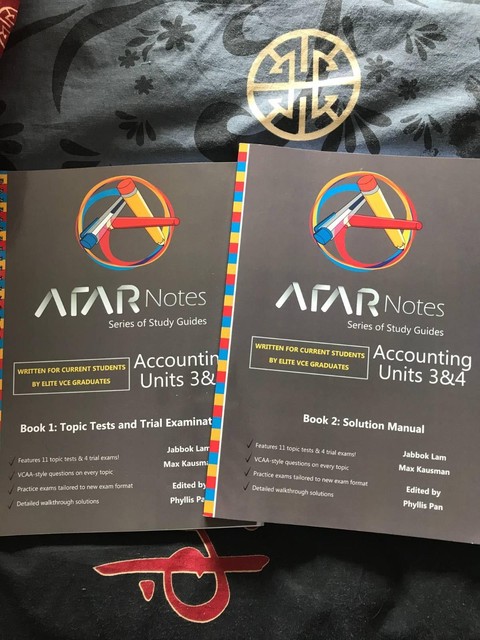 ATAR Notes
Series of Study Guides
WRITTEN FOR CURRENT STUDENTS
BY ELITE VCE GRADUATES
Accountin
Units 3&
Book 1: Topic Tests and Trial Examinat
Jabbok Lam
Max Kausma
✓ Features 11 topic tests & 4 trial exams!
✓ VCAA-style questions on every topic
✓ Practice exams tailored to new exam format
✓ Detailed walkthrough solutions
Edited by
Phyllis Pan
ATAR Notes
Series of Study Guides
WRITTEN FOR CURRENT STUDENTS
BY ELITE VCE GRADUATES
Accounting
Units 3&4
Book 2: Solution Manual
Jabbok Lam
Max Kausman
✓ Features 11 topic tests & 4 trial exams!
✓ VCAA-style questions on every topic
✓ Practice exams tailored to new exam format
✓ Detailed walkthrough solutions
Edited by
Phyllis Pan